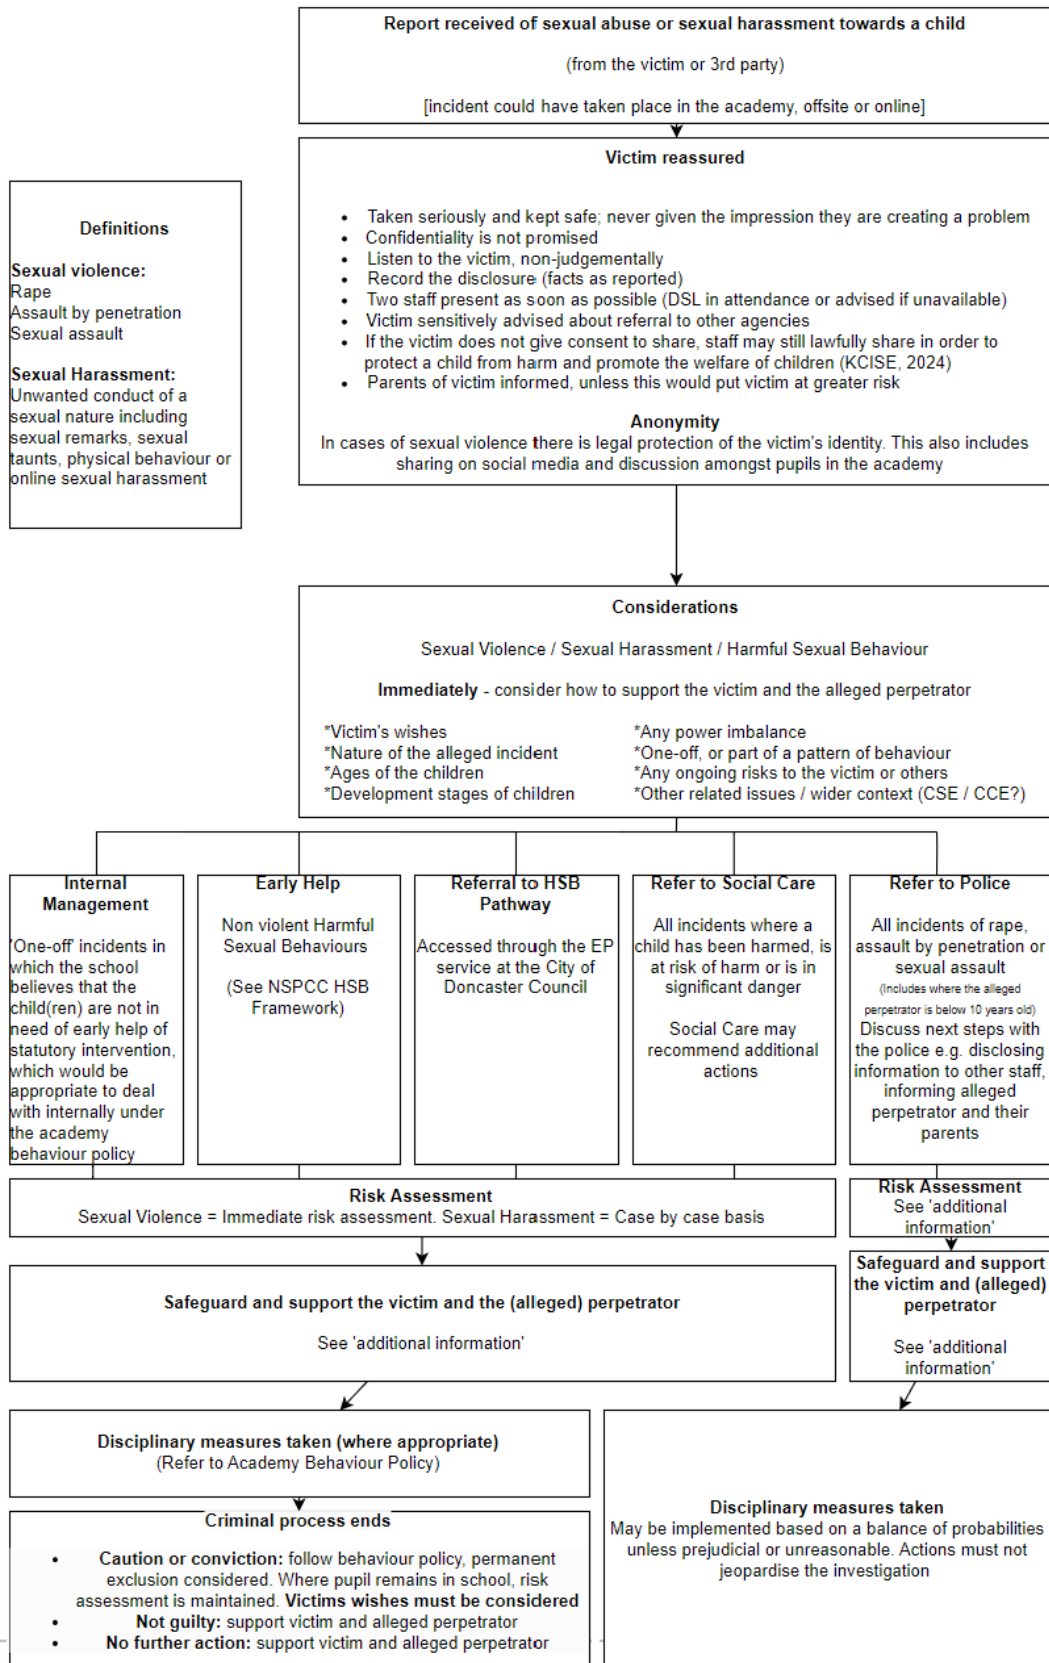 Report received of sexual abuse or sexual harassment towards a child
(from the victim or 3rd party)
[incident could have taken place in the academy, offsite or online]
Victim reassured
• Taken seriously and kept safe; never given the impression they are creating a problem
• Confidentiality is not promised
• Listen to the victim, non-judgementally
• Record the disclosure (facts as reported)
• Two staff present as soon as possible (DSL in attendance or advised if unavailable)
• Victim sensitively advised about referral to other agencies
• If the victim does not give consent to share, staff may still lawfully share in order to
protect a child from harm and promote the welfare of children (KCISE, 2024)
• Parents of victim informed, unless this would put victim at greater risk
Anonymity
In cases of sexual violence there is legal protection of the victim's identity. This also includes
sharing on social media and discussion amongst pupils in the academy
Definitions
Sexual violence:
Rape
Assault by penetration
Sexual assault
Sexual Harassment:
Unwanted conduct of a
sexual nature including
sexual remarks, sexual
taunts, physical behaviour or
online sexual harassment
Considerations
Sexual Violence / Sexual Harassment / Harmful Sexual Behaviour
Immediately - consider how to support the victim and the alleged perpetrator
*Victim's wishes
*Nature of the alleged incident
*Ages of the children
*Development stages of children
*Any power imbalance
*One-off, or part of a pattern of behaviour
*Any ongoing risks to the victim or others
*Other related issues / wider context (CSE / CCE?)
Internal
Management
'One-off' incidents in
which the school
believes that the
child(ren) are not in
need of early help of
statutory intervention,
which would be
appropriate to deal
with internally under
the academy
behaviour policy
Early Help
Non violent Harmful
Sexual Behaviours
(See NSPCC HSB
Framework)
Referral to HSB
Pathway
Accessed through the EP
service at the City of
Doncaster Council
Refer to Social Care
All incidents where a
child has been harmed, is
at risk of harm or is in
significant danger
Social Care may
recommend additional
actions
Refer to Police
All incidents of rape,
assault by penetration or
sexual assault
(Includes where the alleged
perpetrator is below 10 years old)
Discuss next steps with
the police e.g. disclosing
information to other staff,
informing alleged
perpetrator and their
parents
Risk Assessment
Sexual Violence = Immediate risk assessment. Sexual Harassment = Case by case basis
Risk Assessment
See 'additional
information'
Safeguard and support the victim and the (alleged) perpetrator
See 'additional information'
Safeguard and support
the victim and (alleged)
perpetrator
See 'additional
information'
Disciplinary measures taken (where appropriate)
(Refer to Academy Behaviour Policy)
Criminal process ends
• Caution or conviction: follow behaviour policy, permanent
exclusion considered. Where pupil remains in school, risk
assessment is maintained. Victims wishes must be considered
• Not guilty: support victim and alleged perpetrator
• No further action: support victim and alleged perpetrator
Disciplinary measures taken
May be implemented based on a balance of probabilities
unless prejudicial or unreasonable. Actions must not
jeopardise the investigation